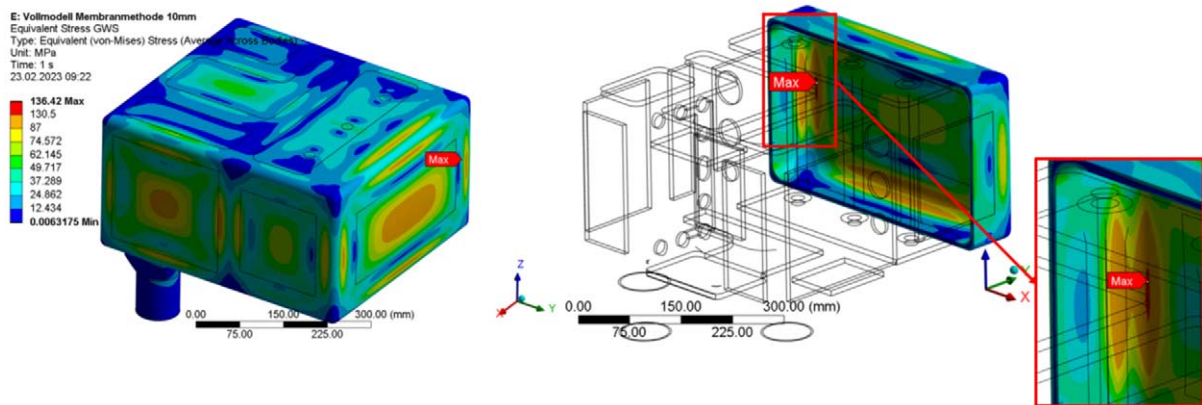 E: Vollmodell Membranmethode 10mm
Equivalent Stress GWS
Type: Equivalent (von-Mises) Stress (Average Across Bodies)
Unit: MPa
Time: 1 s
23.02.2023 09:22
136.42 Max
130.5
87
74.572
62.145
49.717
37.289
24.862
12.434
0.0063175 Min
Max
0.00 150.00 300.00 (mm)
75.00 225.00
Z
X Y
Max
0.00 150.00 300.00 (mm)
75.00 225.00
Y
X
Max